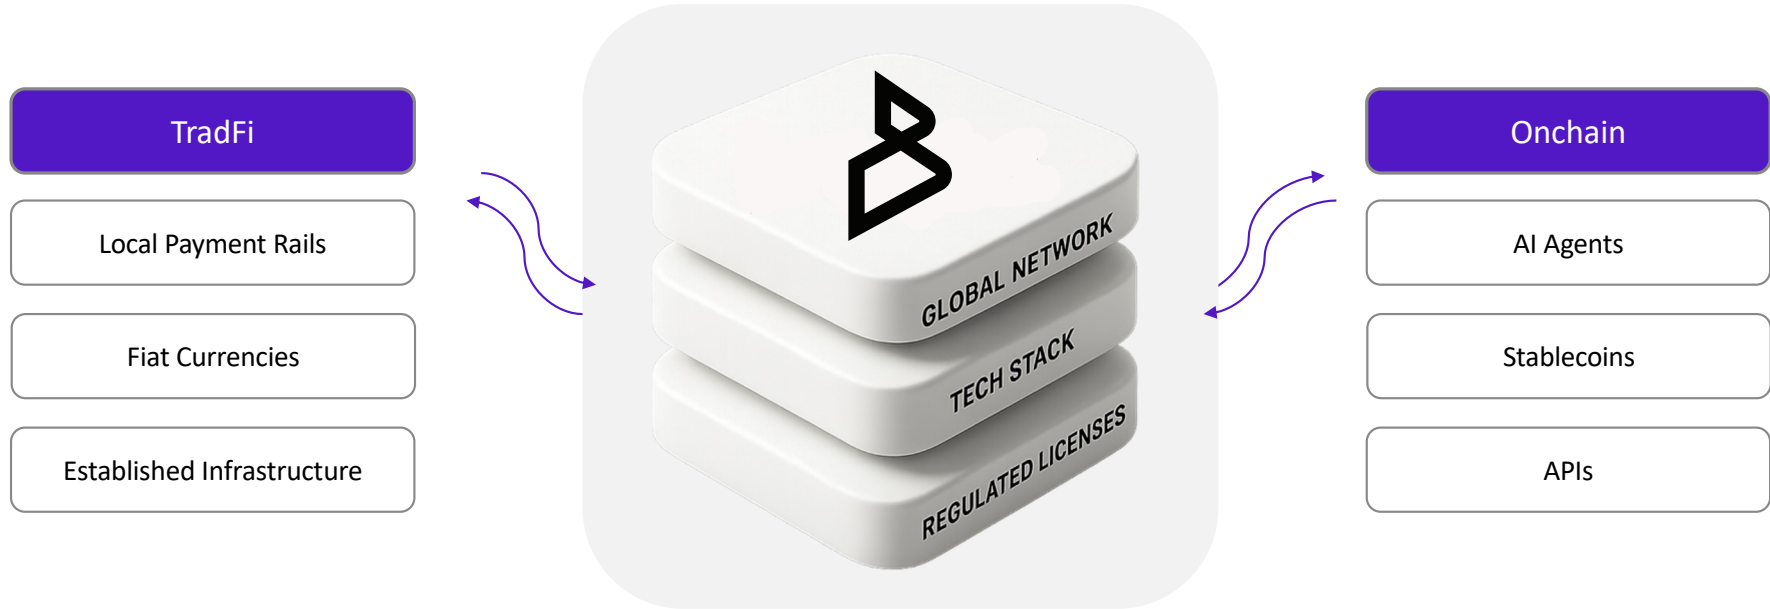 TradFi
Local Payment Rails
Fiat Currencies
Established Infrastructure
GLOBAL NETWORK
TECH STACK
REGULATED LICENSES
Onchain
AI Agents
Stablecoins
APIs